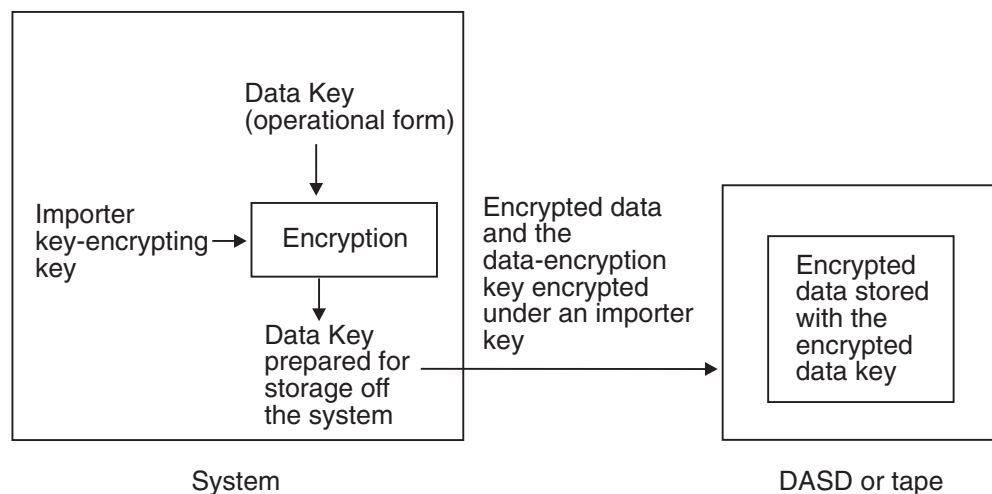 Data Key
(operational form)
Importer
key-encrypting
key
Encryption
Data Key
prepared for
storage off
the system
Encrypted data
and the
data-encryption
key encrypted
under an importer
key
Encrypted
data stored
with the
encrypted
data key
System
DASD or tape